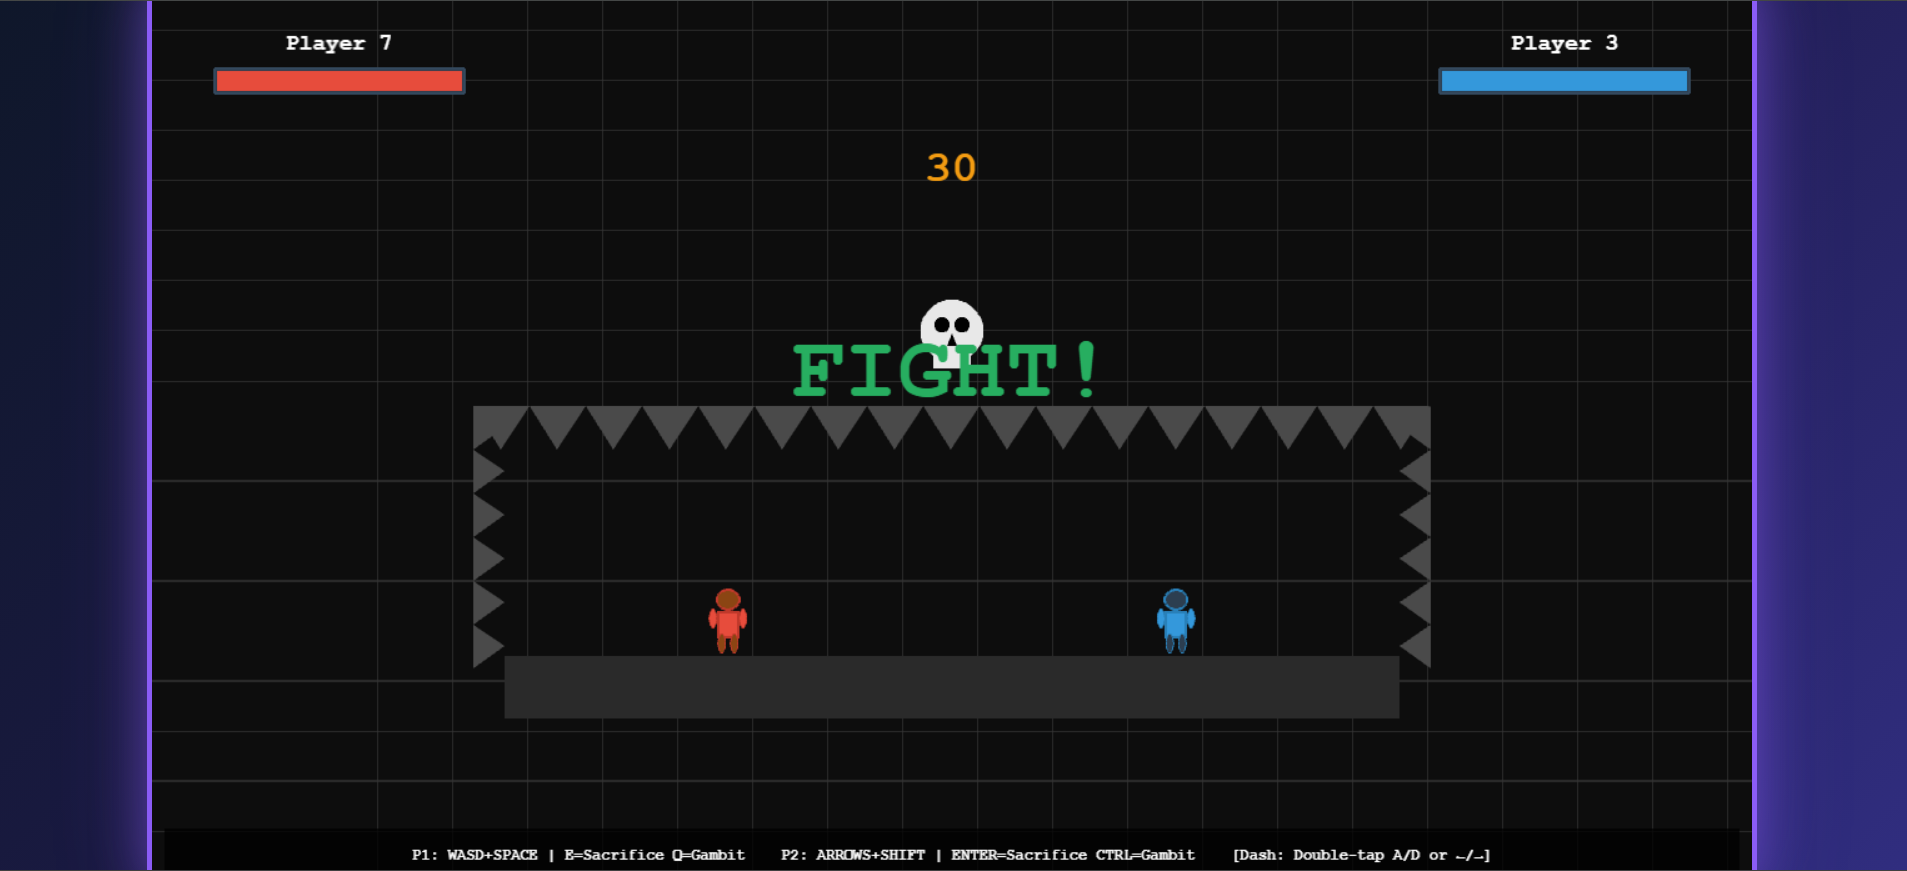 Player 7
Player 3
30
FIGHT!
P1: WASD+SPACE | E=Sacrifice Q=Gambit P2: ARROWS+SHIFT | ENTER=Sacrifice CTRL=Gambit [Dash: Double-tap A/D or ←/→]